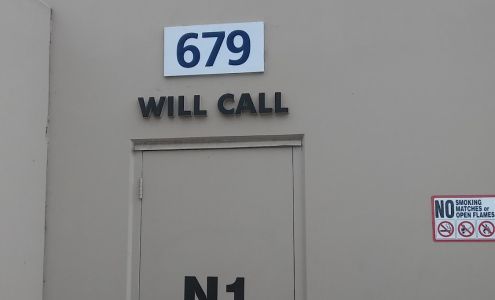 679
WILL CALL
NO SMOKING
MATCHES or
OPEN FLAMES
N1